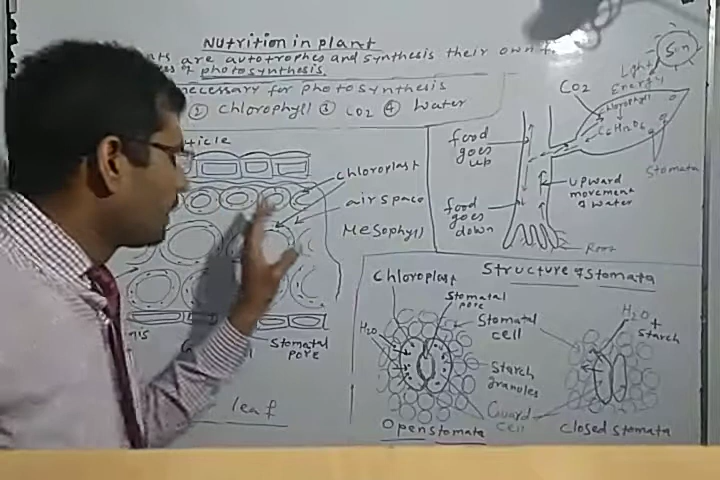 Nutrition in plant
are autotrophes and synthesis their own
of photosynthesis.
necessary for photosynthesis
② Chlorophyll ③ CO2 ④ Water
chloroplast
air space
Mesophyll
Stomatal
pore
leaf
Sun
Light
Energy
CO2
chlorophyll
C6H12O6
Stomata
food
goes
up
food
goes
down
upward
movement
of water
Root
Structure of Stomata
Chloroplast
Stomatal
pore
H2O
Stomatal
cell
Starch
granules
Guard
cell
Open stomata
H2O
+
Starch
Closed stomata